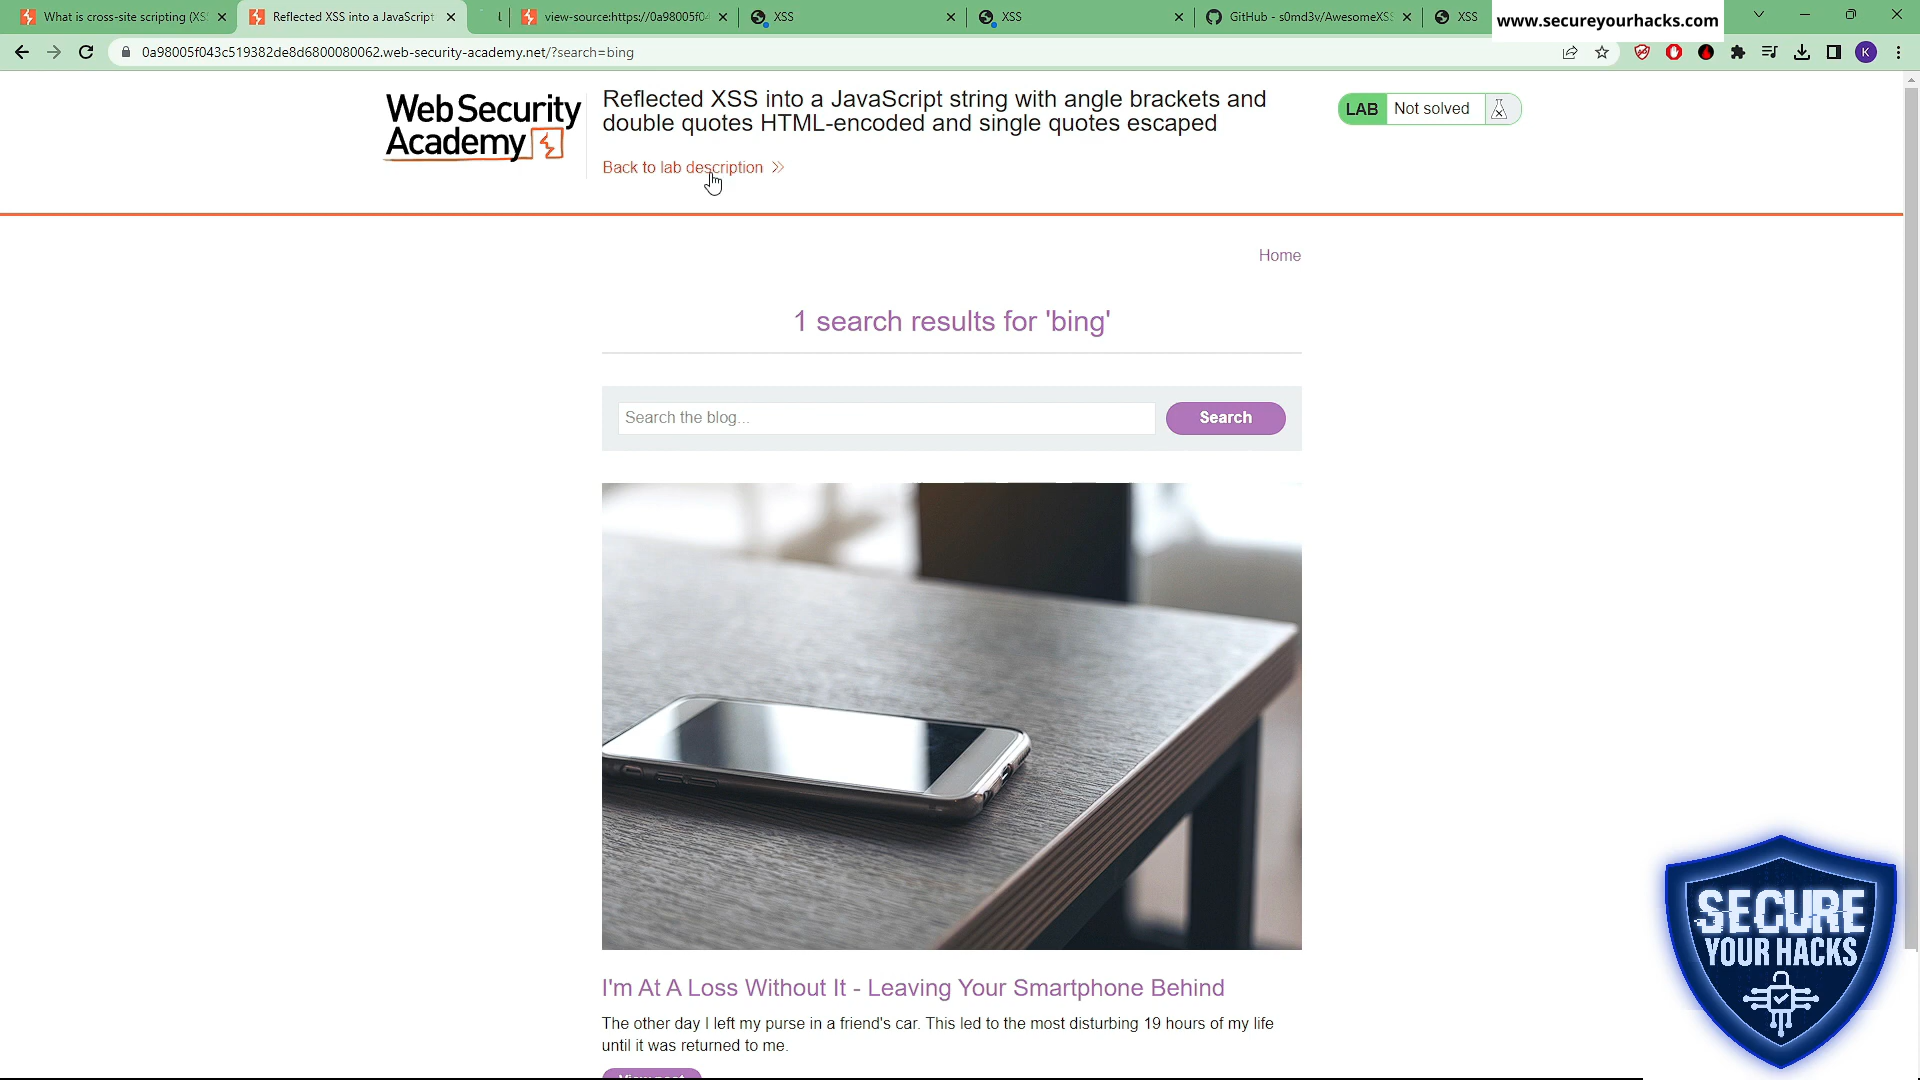 What is cross-site scripting (XS
Reflected XSS into a JavaScript
view-source:https://0a98005f04
XSS
XSS
GitHub - s0md3v/AwesomeXSS
XSS
www.secureyourhacks.com
0a98005f043c519382de8d6800080062.web-security-academy.net/?search=bing
K
Web Security
Academy
Reflected XSS into a JavaScript string with angle brackets and
double quotes HTML-encoded and single quotes escaped
LAB
Not solved
Back to lab description
Home
1 search results for 'bing'
Search the blog...
Search
I'm At A Loss Without It - Leaving Your Smartphone Behind
The other day I left my purse in a friend's car. This led to the most disturbing 19 hours of my life
until it was returned to me.
SECURE
YOUR HACKS